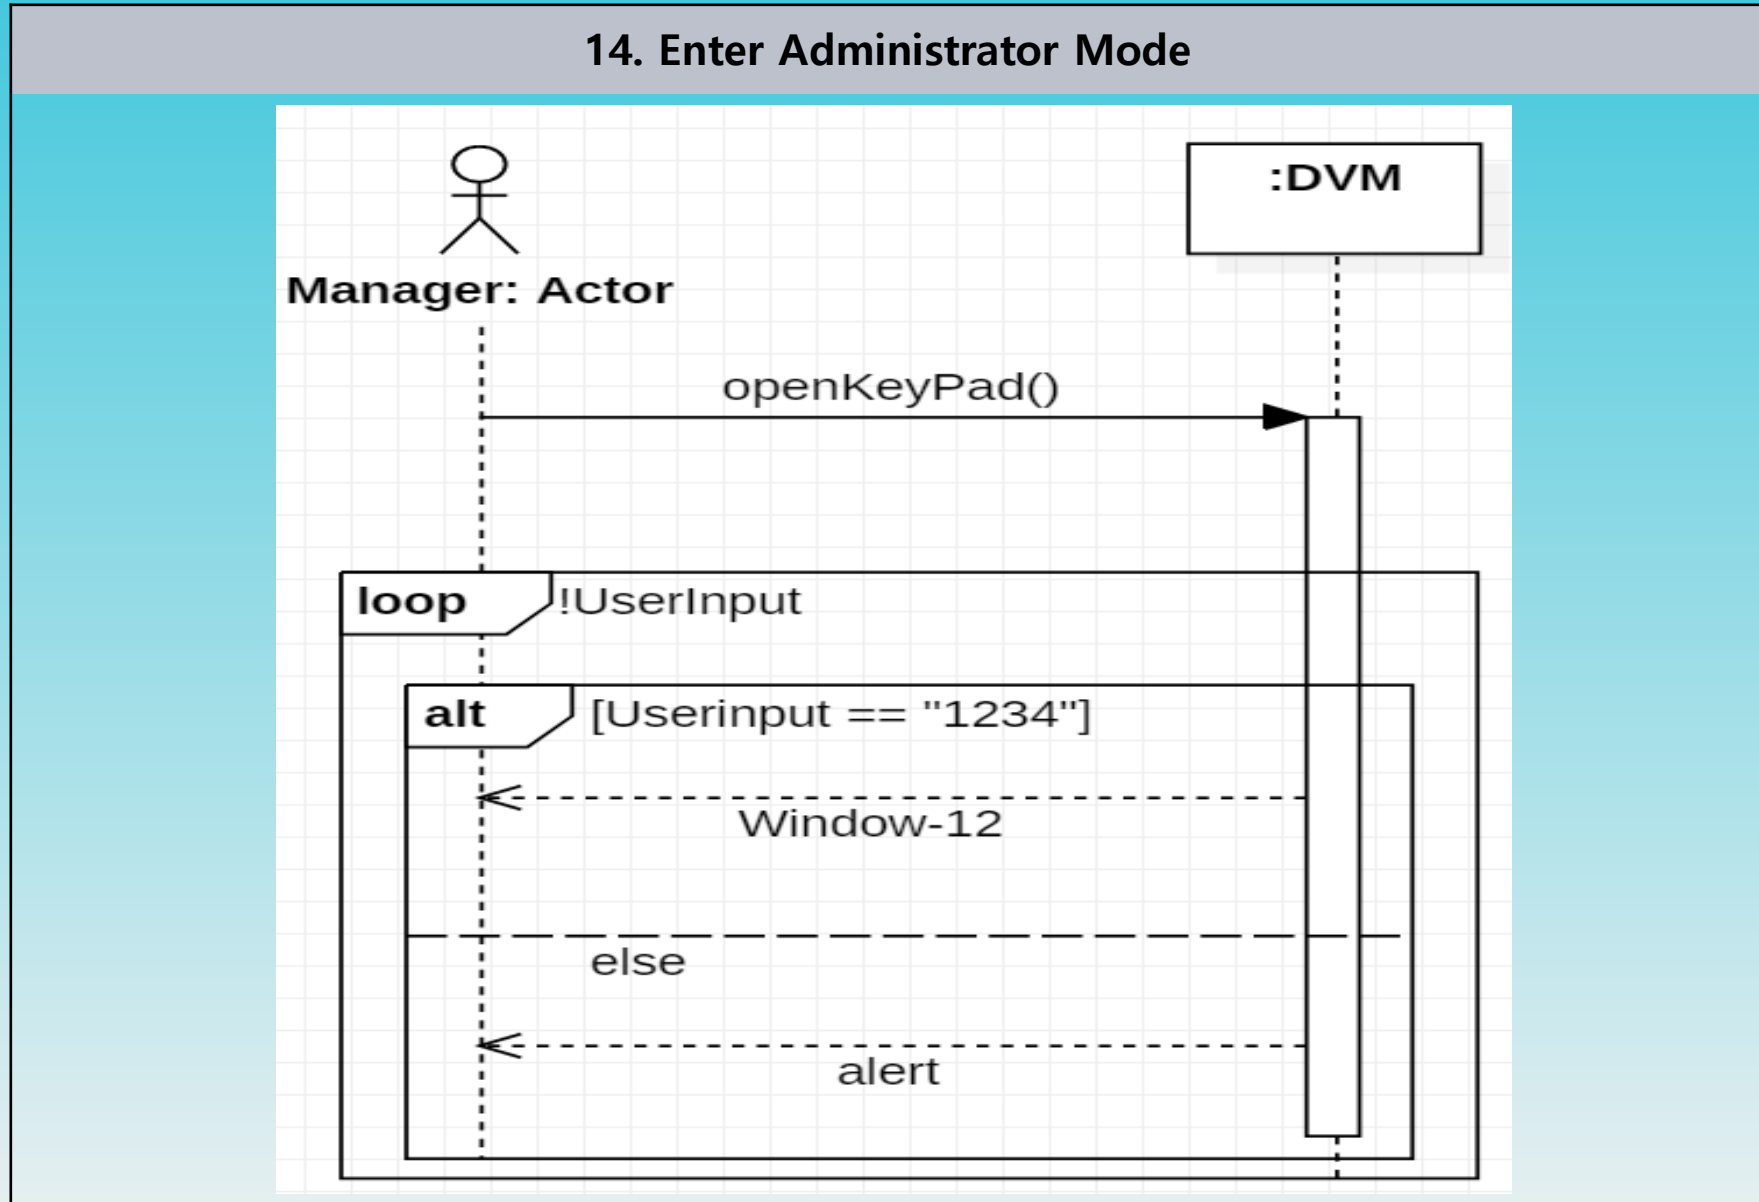 14. Enter Administrator Mode
:DVM
Manager: Actor
openKeyPad()
loop !UserInput
alt [Userinput == "1234"]
Window-12
else
alert